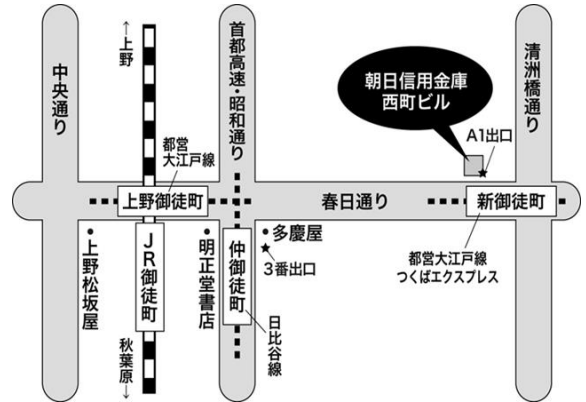 ←上野
中央通り
首都高速・昭和通り
清洲橋通り
朝日信用金庫
西町ビル
A1出口
都営
大江戸線
上野御徒町
春日通り
新御徒町
上野松坂屋
JR御徒町
明正堂書店
仲御徒町
多慶屋
3番出口
都営大江戸線
つくばエクスプレス
日比谷線
秋葉原→